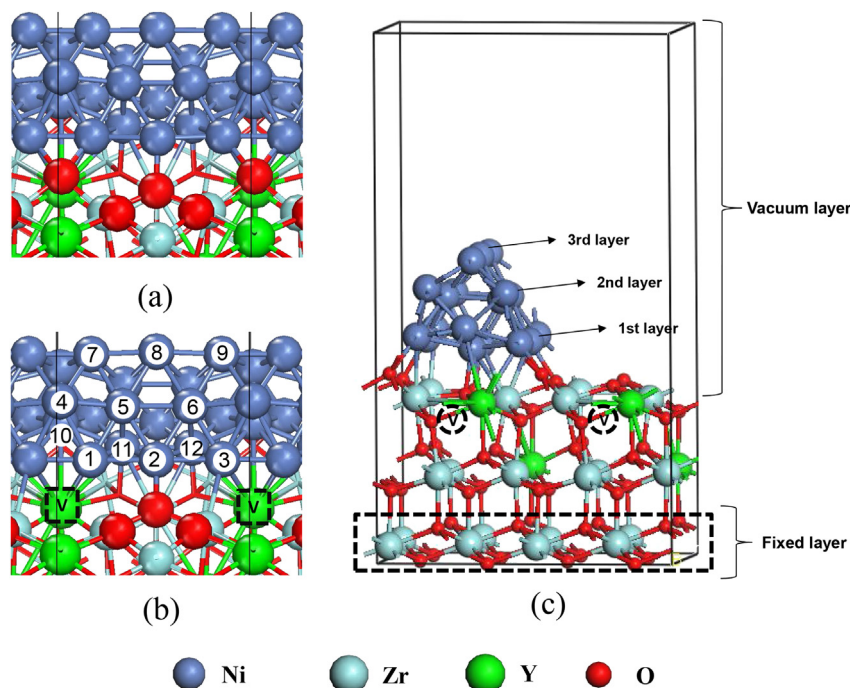 Vacuum layer
3rd layer
2nd layer
1st layer
(a)
7 8 9
4 5 6
10 11 12
1 2 3
V V
V V
(b)
Fixed layer
(c)
Ni Zr Y O